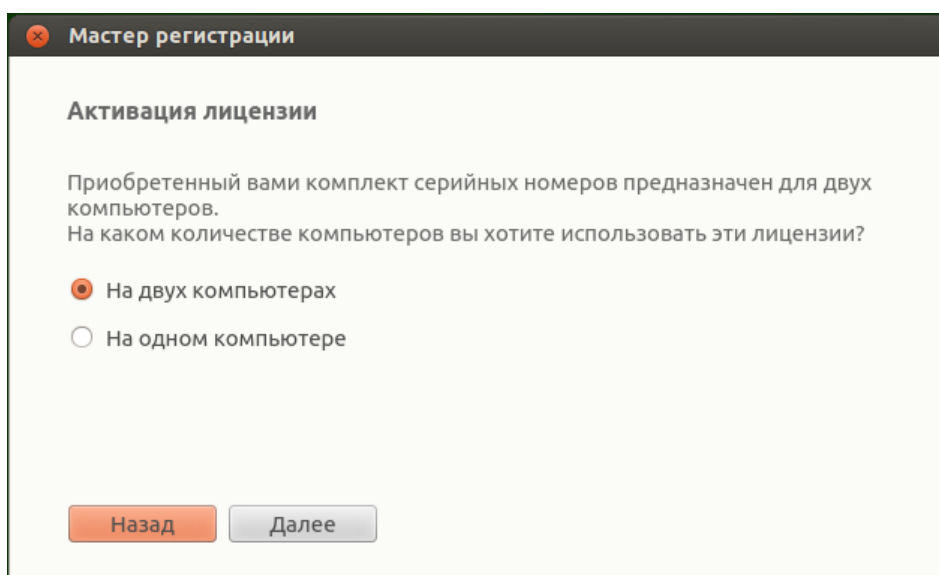 Мастер регистрации
Активация лицензии
Приобретенный вами комплект серийных номеров предназначен для двух
компьютеров.
На каком количестве компьютеров вы хотите использовать эти лицензии?
На двух компьютерах
На одном компьютере
Назад Далее